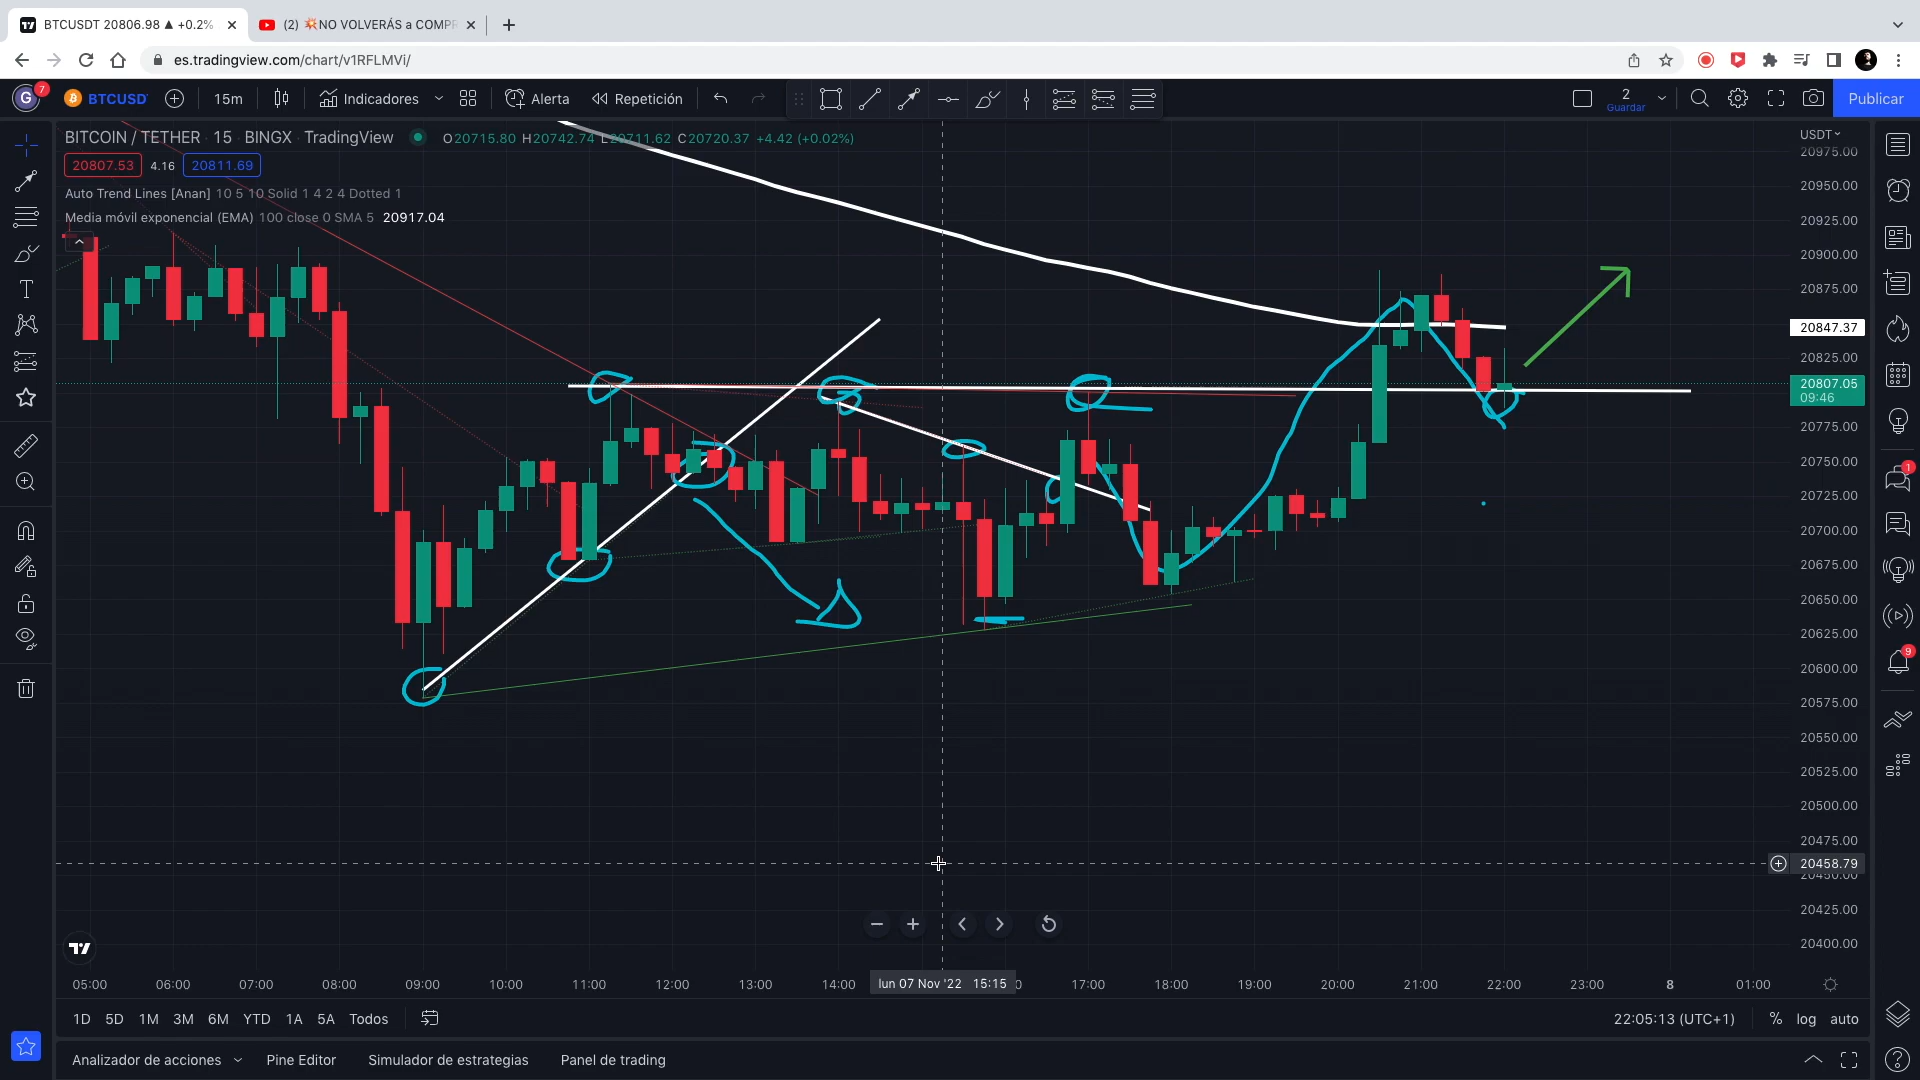 BTCUSDT 20806.98 ▲ +0.2%
(2) 💥NO VOLVERÁS a COMPR
es.tradingview.com/chart/v1RFLMVi/
G 7 BTCUSD 15m Indicadores Alerta Repetición 2 Guardar Publicar
BITCOIN / TETHER · 15 · BINGX · TradingView O20715.80 H20742.74 L20711.62 C20720.37 +4.42 (+0.02%)
20807.53 4.16 20811.69
Auto Trend Lines [Anan] 10 5 10 Solid 1 4 2 4 Dotted 1
Media móvil exponencial (EMA) 100 close 0 SMA 5 20917.04
USDT
20975.00
20950.00
20925.00
20900.00
20875.00
20847.37
20825.00
20807.05
09:46
20775.00
20750.00
20725.00
20700.00
20675.00
20650.00
20625.00
20600.00
20575.00
20550.00
20525.00
20500.00
20475.00
20458.79
20450.00
20425.00
20400.00
1
9
05:00 06:00 07:00 08:00 09:00 10:00 11:00 12:00 13:00 14:00 lun 07 Nov '22 15:15 17:00 18:00 19:00 20:00 21:00 22:00 23:00 8 01:00
1D 5D 1M 3M 6M YTD 1A 5A Todos 22:05:13 (UTC+1) % log auto
Analizador de acciones Pine Editor Simulador de estrategias Panel de trading